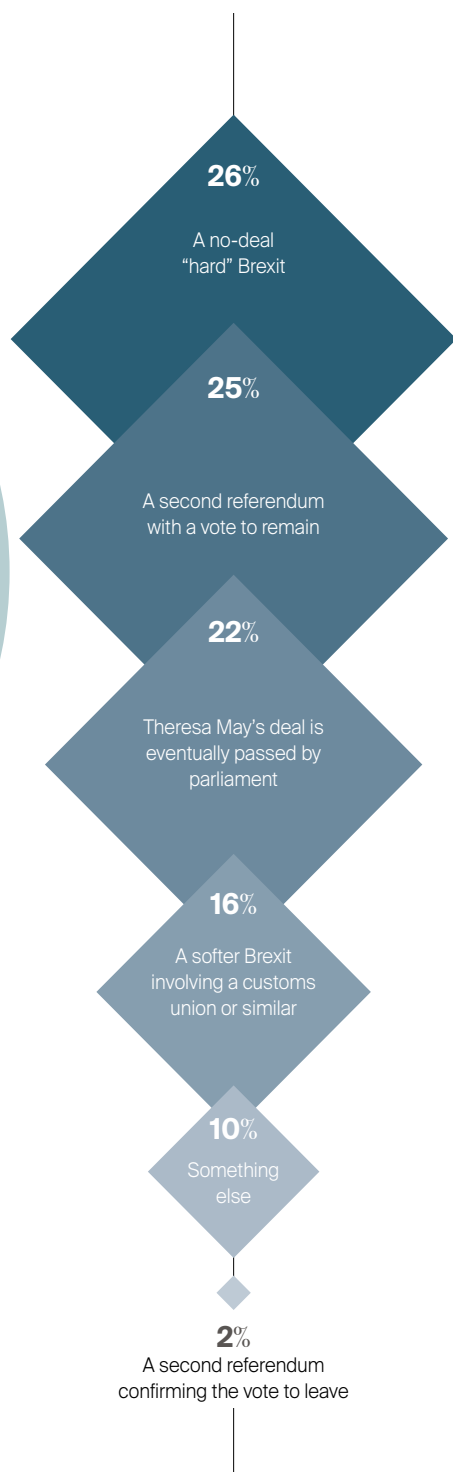 26%
A no-deal
“hard” Brexit
25%
A second referendum
with a vote to remain
22%
Theresa May’s deal is
eventually passed by
parliament
16%
A softer Brexit
involving a customs
union or similar
10%
Something
else
2%
A second referendum
confirming the vote to leave